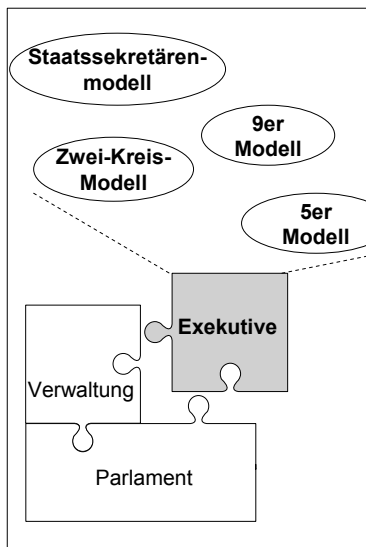 Staatssekretären-
modell
9er
Modell
Zwei-Kreis-
Modell
5er
Modell
Exekutive
Verwaltung
Parlament